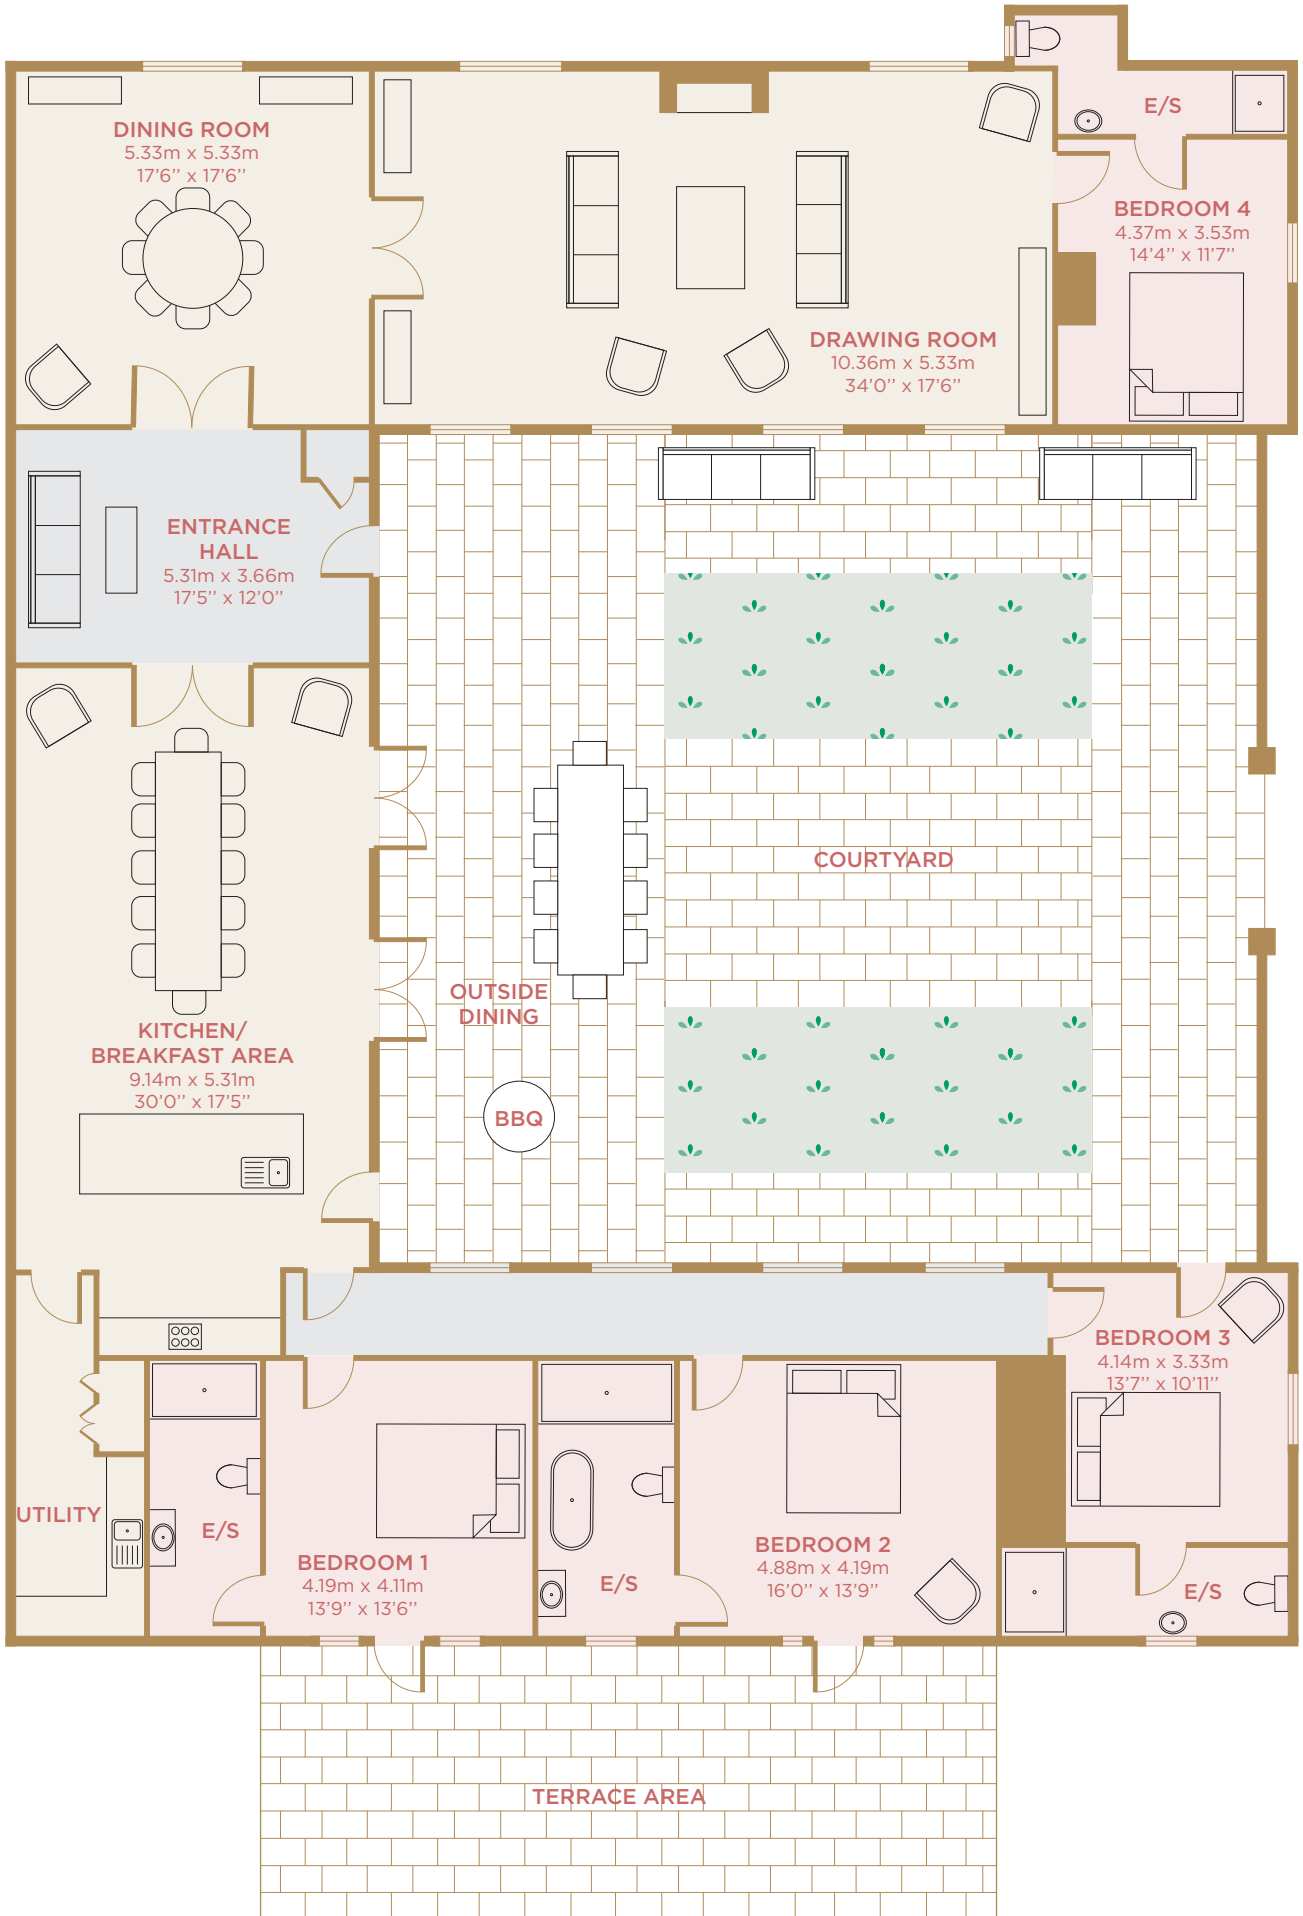 E/S
DINING ROOM
5.33m x 5.33m
17'6'' x 17'6''
BEDROOM 4
4.37m x 3.53m
14'4'' x 11'7''
DRAWING ROOM
10.36m x 5.33m
34'0'' x 17'6''
ENTRANCE
HALL
5.31m x 3.66m
17'5'' x 12'0''
COURTYARD
OUTSIDE
DINING
KITCHEN/
BREAKFAST AREA
9.14m x 5.31m
30'0'' x 17'5''
BBQ
BEDROOM 3
4.14m x 3.33m
13'7'' x 10'11''
UTILITY
E/S
BEDROOM 1
4.19m x 4.11m
13'9'' x 13'6''
E/S
BEDROOM 2
4.88m x 4.19m
16'0'' x 13'9''
E/S
TERRACE AREA